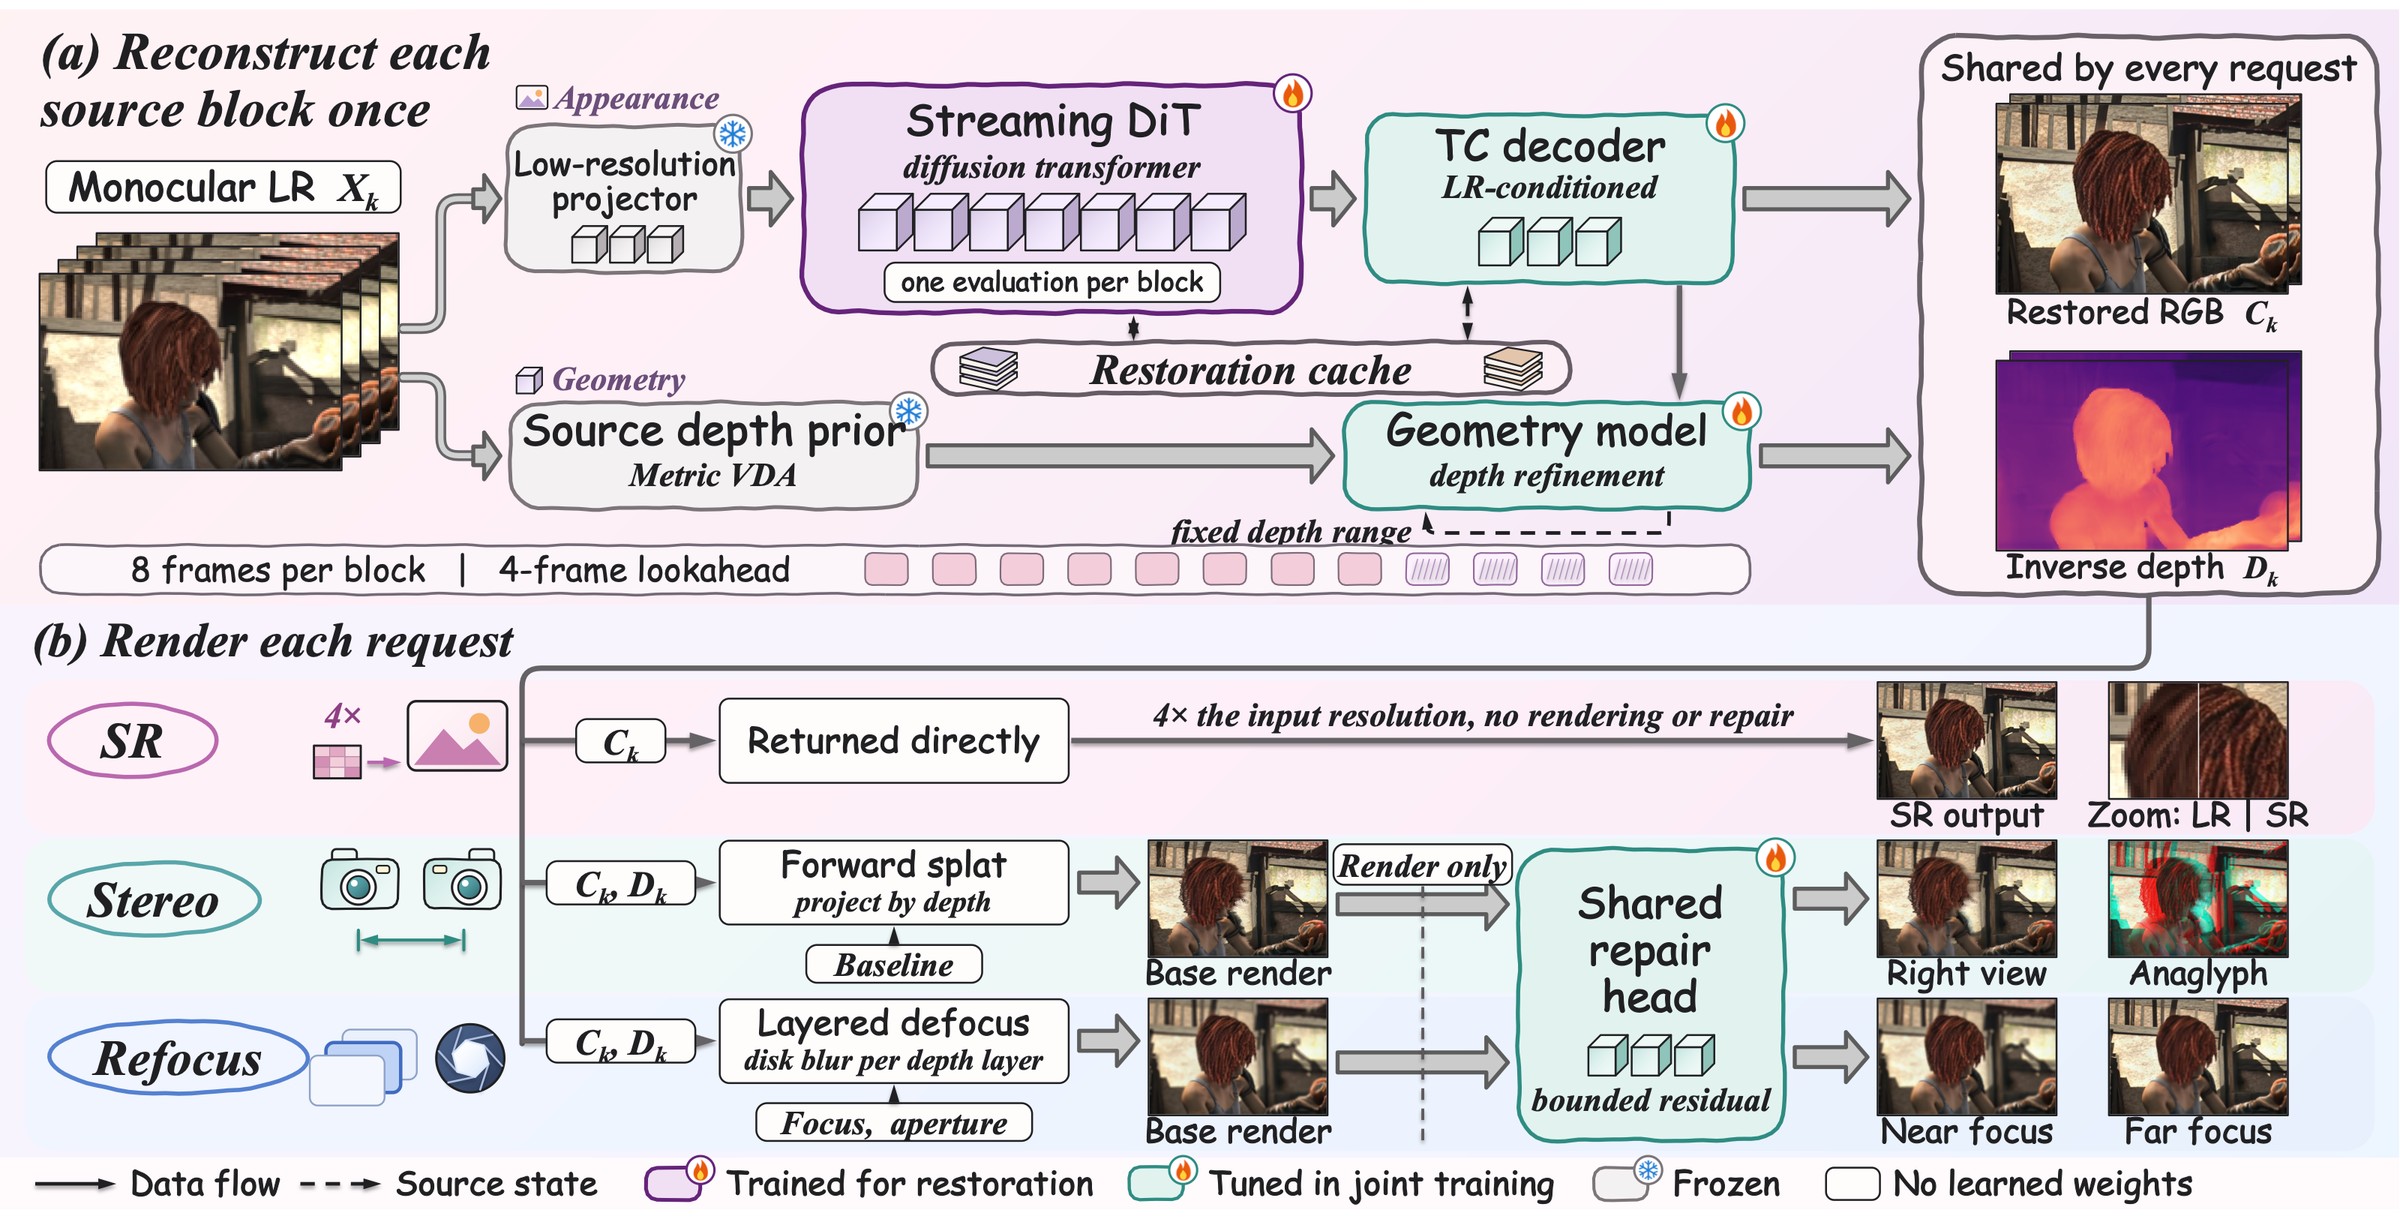 (a) Reconstruct each
source block once
Monocular LR X_k
Appearance
Low-resolution
projector
Streaming DiT
diffusion transformer
one evaluation per block
TC decoder
LR-conditioned
Restoration cache
Geometry
Source depth prior
Metric VDA
Geometry model
depth refinement
fixed depth range
8 frames per block | 4-frame lookahead
Shared by every request
Restored RGB C_k
Inverse depth D_k
(b) Render each request
SR
4×
C_k
Returned directly
4× the input resolution, no rendering or repair
SR output
Zoom: LR | SR
Stereo
C_k, D_k
Forward splat
project by depth
Baseline
Base render
Render only
Shared
repair
head
bounded residual
Right view
Anaglyph
Refocus
C_k, D_k
Layered defocus
disk blur per depth layer
Focus, aperture
Base render
Near focus
Far focus
Data flow
Source state
Trained for restoration
Tuned in joint training
Frozen
No learned weights